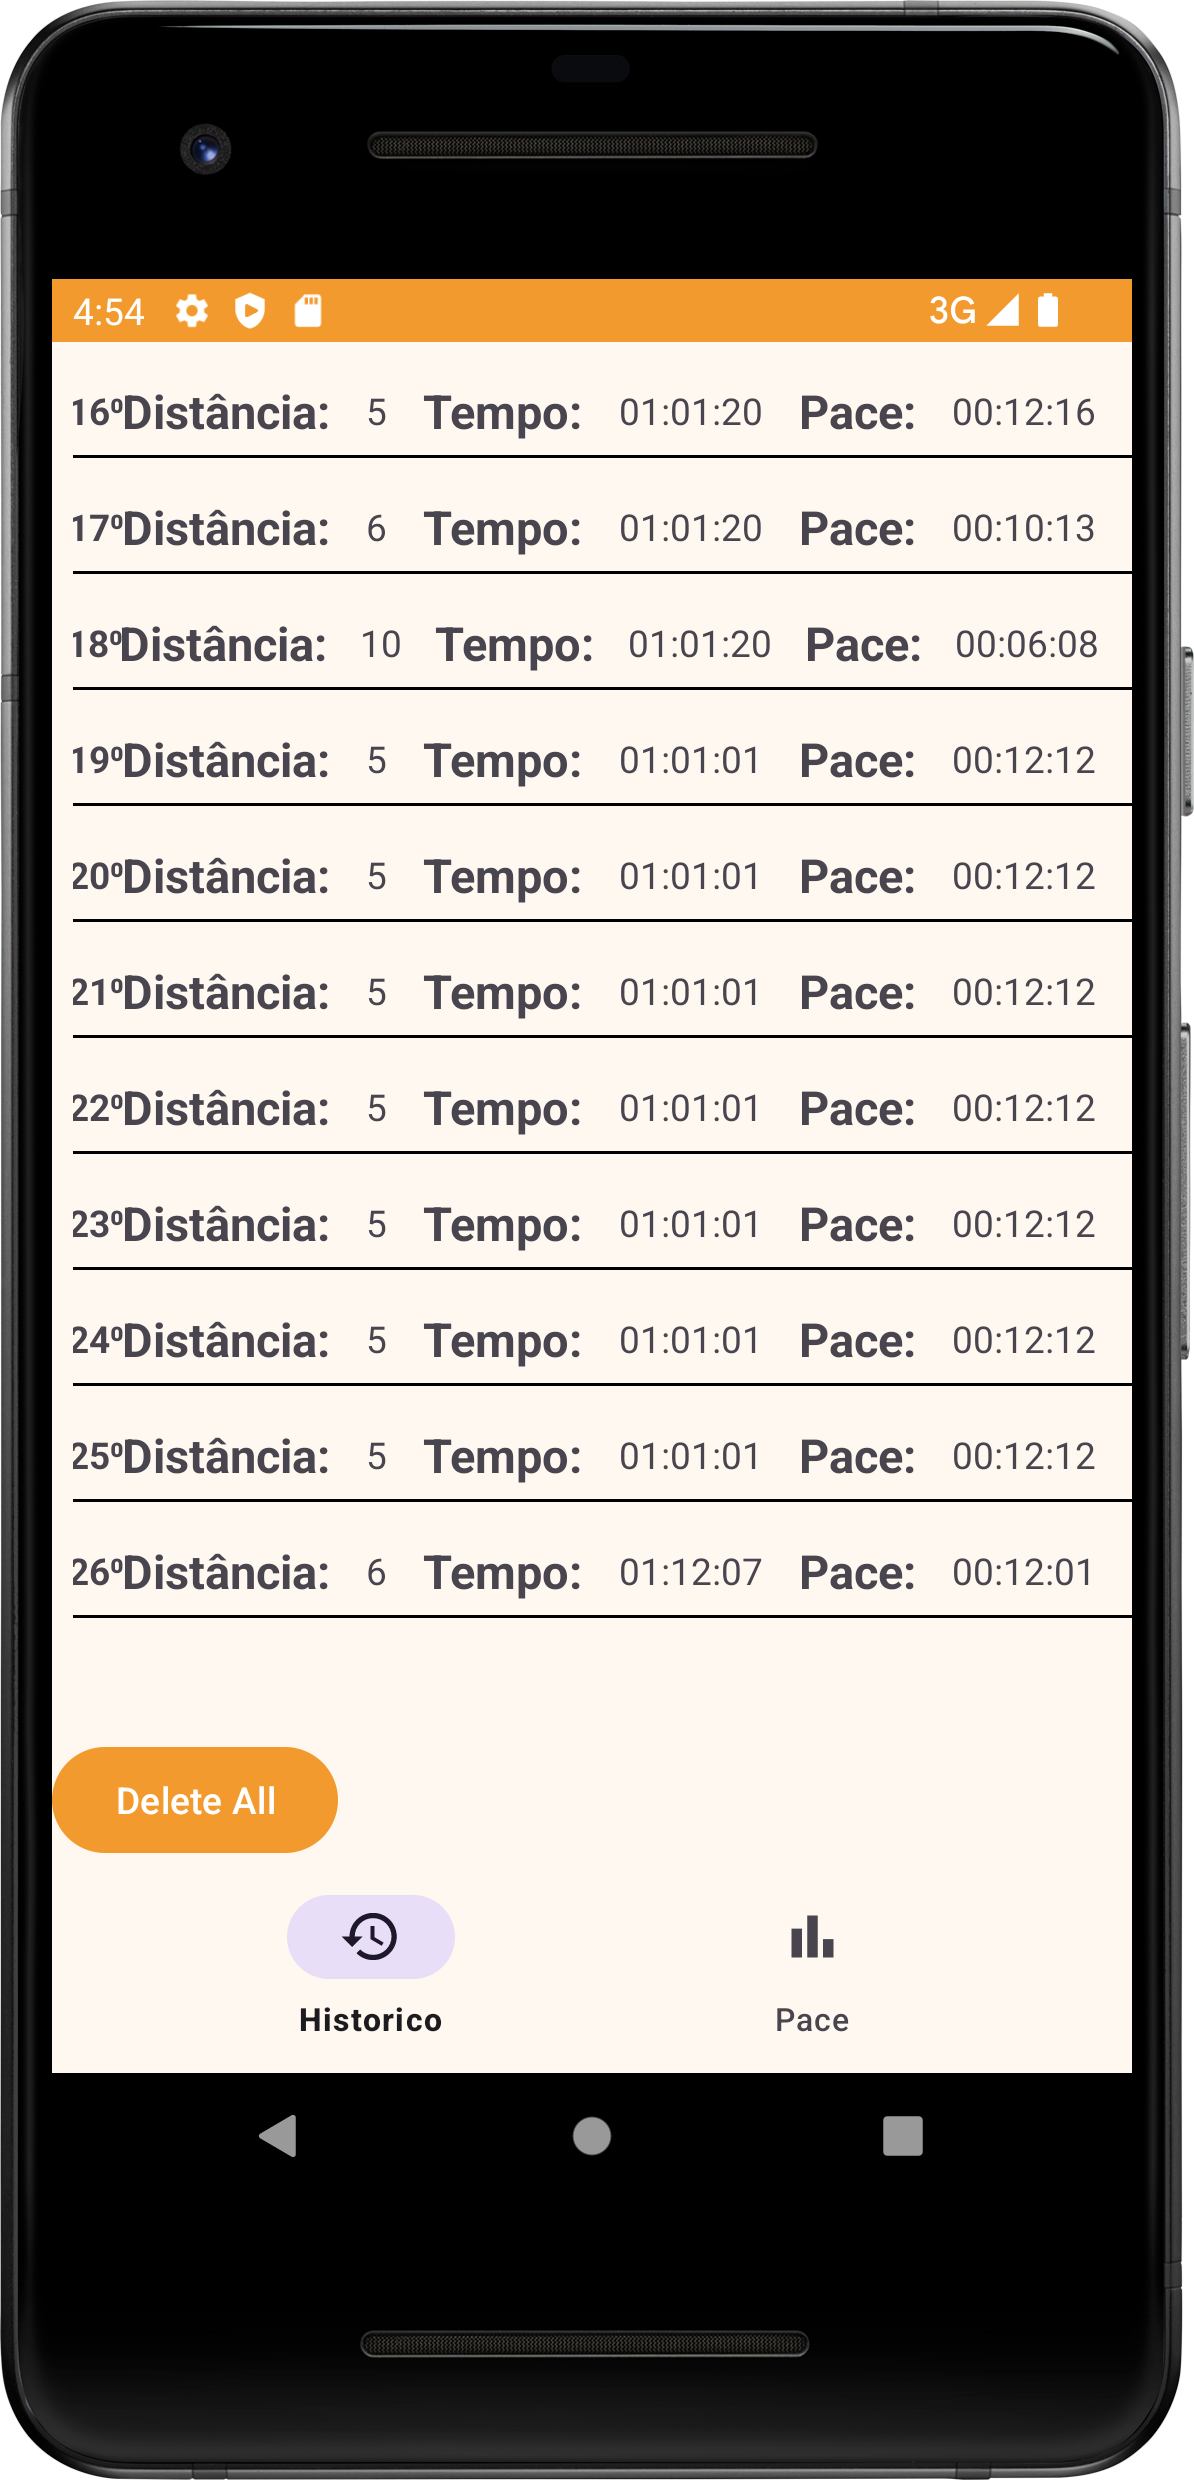 4:54 3G
16ºDistância: 5 Tempo: 01:01:20 Pace: 00:12:16
17ºDistância: 6 Tempo: 01:01:20 Pace: 00:10:13
18ºDistância: 10 Tempo: 01:01:20 Pace: 00:06:08
19ºDistância: 5 Tempo: 01:01:01 Pace: 00:12:12
20ºDistância: 5 Tempo: 01:01:01 Pace: 00:12:12
21ºDistância: 5 Tempo: 01:01:01 Pace: 00:12:12
22ºDistância: 5 Tempo: 01:01:01 Pace: 00:12:12
23ºDistância: 5 Tempo: 01:01:01 Pace: 00:12:12
24ºDistância: 5 Tempo: 01:01:01 Pace: 00:12:12
25ºDistância: 5 Tempo: 01:01:01 Pace: 00:12:12
26ºDistância: 6 Tempo: 01:12:07 Pace: 00:12:01
Delete All
Historico Pace